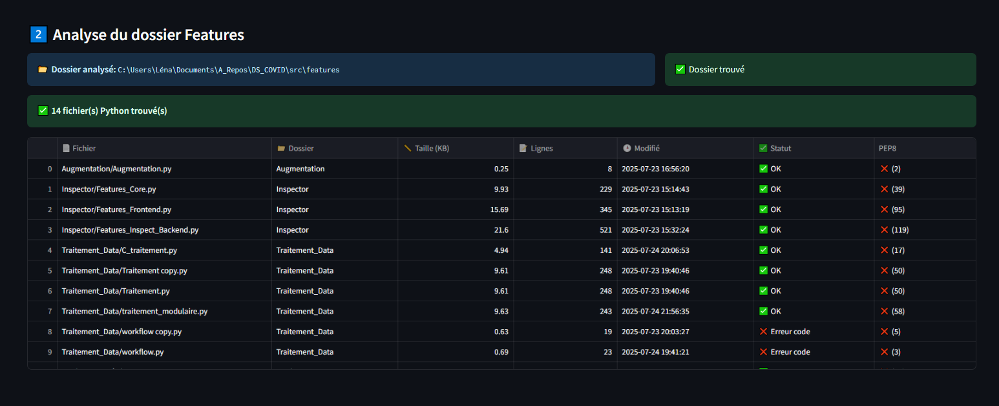 2 Analyse du dossier Features
Dossier analysé: C:\Users\Léna\Documents\A_Repos\DS_COVID\src\features
Dossier trouvé
14 fichier(s) Python trouvé(s)
Fichier Dossier Taille (KB) Lignes Modifié Statut PEP8
0 Augmentation/Augmentation.py Augmentation 0.25 8 2025-07-23 16:56:20 OK (2)
1 Inspector/Features_Core.py Inspector 9.93 229 2025-07-23 15:14:43 OK (39)
2 Inspector/Features_Frontend.py Inspector 15.69 345 2025-07-23 15:13:19 OK (95)
3 Inspector/Features_Inspect_Backend.py Inspector 21.6 521 2025-07-23 15:32:24 OK (119)
4 Traitement_Data/C_traitement.py Traitement_Data 4.94 141 2025-07-24 20:06:53 OK (17)
5 Traitement_Data/Traitement copy.py Traitement_Data 9.61 248 2025-07-23 19:40:46 OK (50)
6 Traitement_Data/Traitement.py Traitement_Data 9.61 248 2025-07-23 19:40:46 OK (50)
7 Traitement_Data/traitement_modulaire.py Traitement_Data 9.63 243 2025-07-24 21:56:35 OK (58)
8 Traitement_Data/workflow copy.py Traitement_Data 0.63 19 2025-07-23 20:03:27 Erreur code (5)
9 Traitement_Data/workflow.py Traitement_Data 0.69 23 2025-07-24 19:41:21 Erreur code (3)